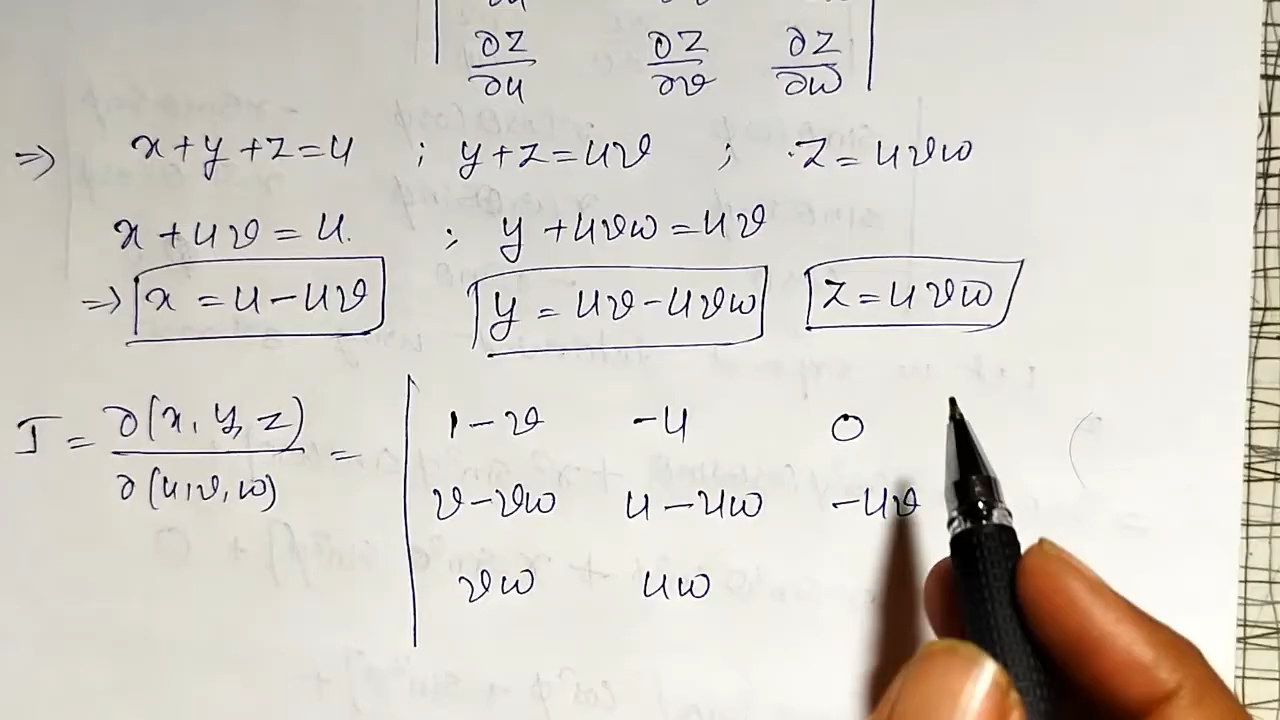 ∂z/∂u ∂z/∂v ∂z/∂w
⇒ x + y + z = u ; y + z = uv ; z = uvw
x + uv = u. ; y + uvw = uv
⇒ x = u - uv y = uv - uvw z = uvw
J = ∂(x, y, z)/∂(u, v, w) = | 1 - v -u 0
v - vw u - uw -uv
vw uw